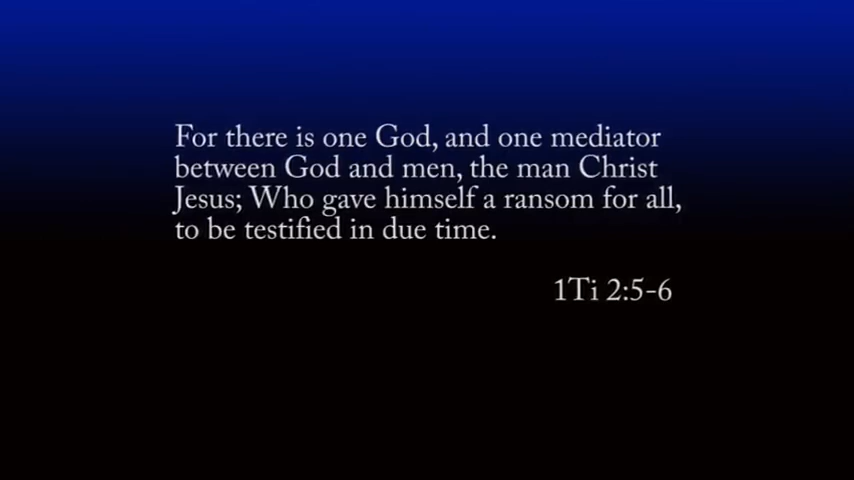 For there is one God, and one mediator
between God and men, the man Christ
Jesus; Who gave himself a ransom for all,
to be testified in due time.
1Ti 2:5-6